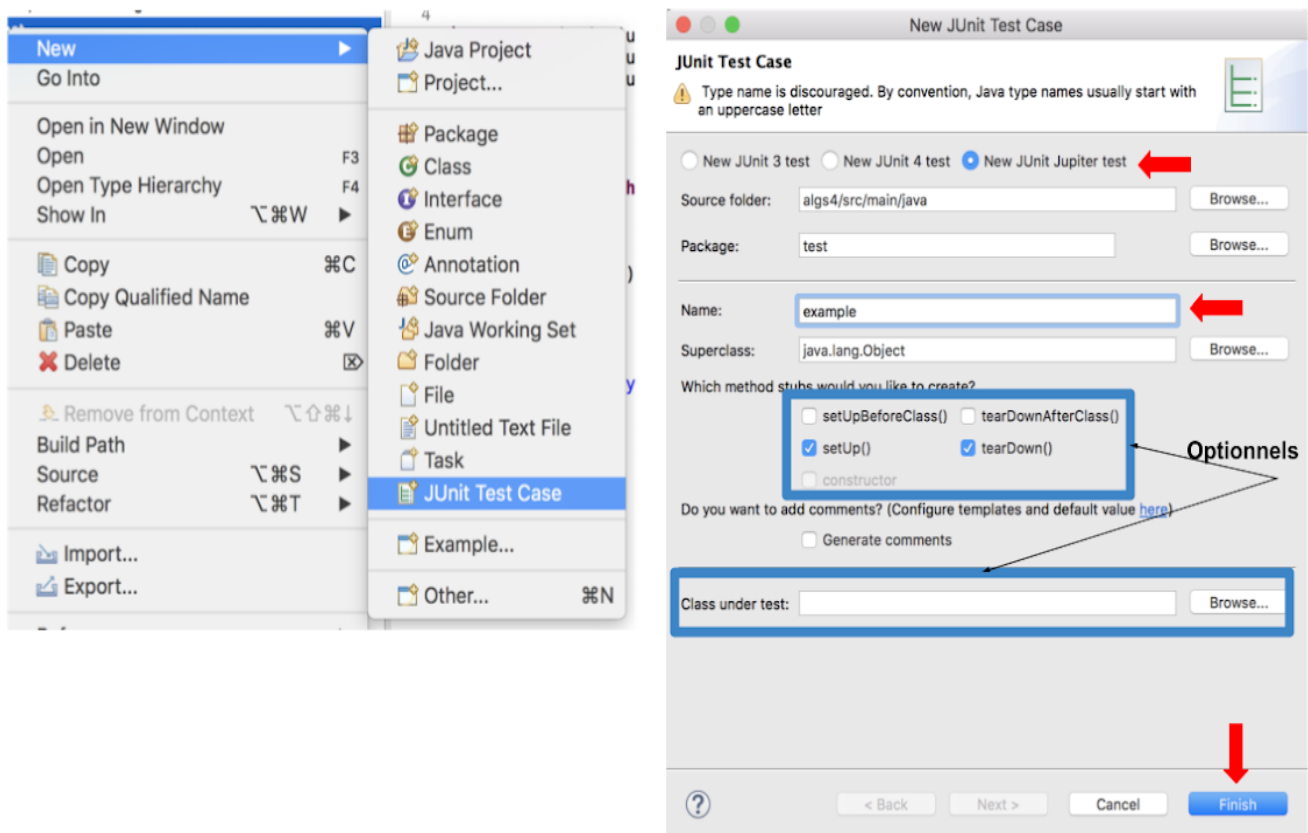 4
New
Go Into
Open in New Window
Open F3
Open Type Hierarchy F4
Show In ⌥⌘W
Copy ⌘C
Copy Qualified Name
Paste ⌘V
Delete ⌦
Remove from Context ⌥⇧⌘↓
Build Path
Source ⌥⌘S
Refactor ⌥⌘T
Import...
Export...
Java Project
Project...
Package
Class
Interface
Enum
Annotation
Source Folder
Java Working Set
Folder
File
Untitled Text File
Task
JUnit Test Case
Example...
Other... ⌘N
u
u
u
h
)
y
New JUnit Test Case
JUnit Test Case
Type name is discouraged. By convention, Java type names usually start with
an uppercase letter
New JUnit 3 test New JUnit 4 test New JUnit Jupiter test
Source folder: algs4/src/main/java Browse...
Package: test Browse...
Name: example
Superclass: java.lang.Object Browse...
Which method stubs would you like to create?
setUpBeforeClass() tearDownAfterClass()
setUp() tearDown()
constructor
Optionnels
Do you want to add comments? (Configure templates and default value here)
Generate comments
Class under test: Browse...
? < Back Next > Cancel Finish